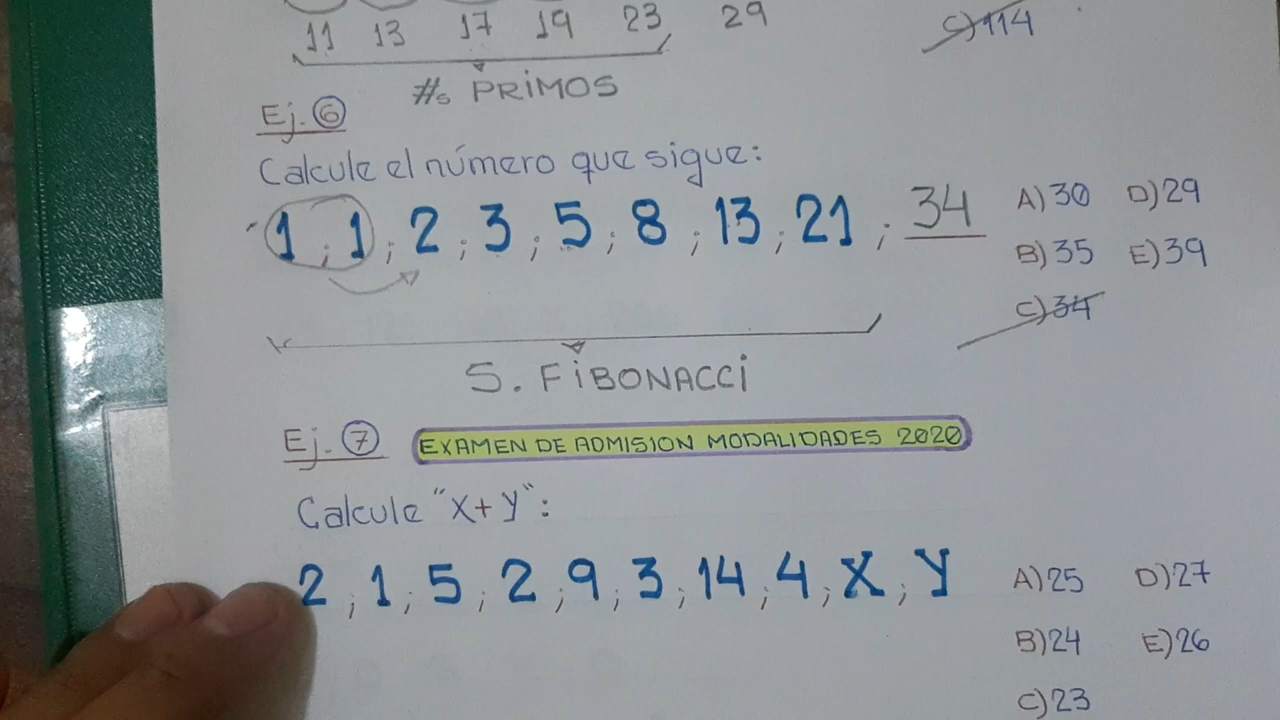 11 13 17 19 23 29
C)114
#s PRIMOS
Ej. 6
Calcule el número que sigue:
1 ; 1 ; 2 ; 3 ; 5 ; 8 ; 13 ; 21 ; 34
A)30 D)29
B)35 E)39
C)34
S. FIBONACCI
Ej. 7 EXAMEN DE ADMISION MODALIDADES 2020
Calcule "x+y":
2 ; 1 ; 5 ; 2 ; 9 ; 3 ; 14 ; 4 ; X ; Y
A)25 D)27
B)24 E)26
C)23